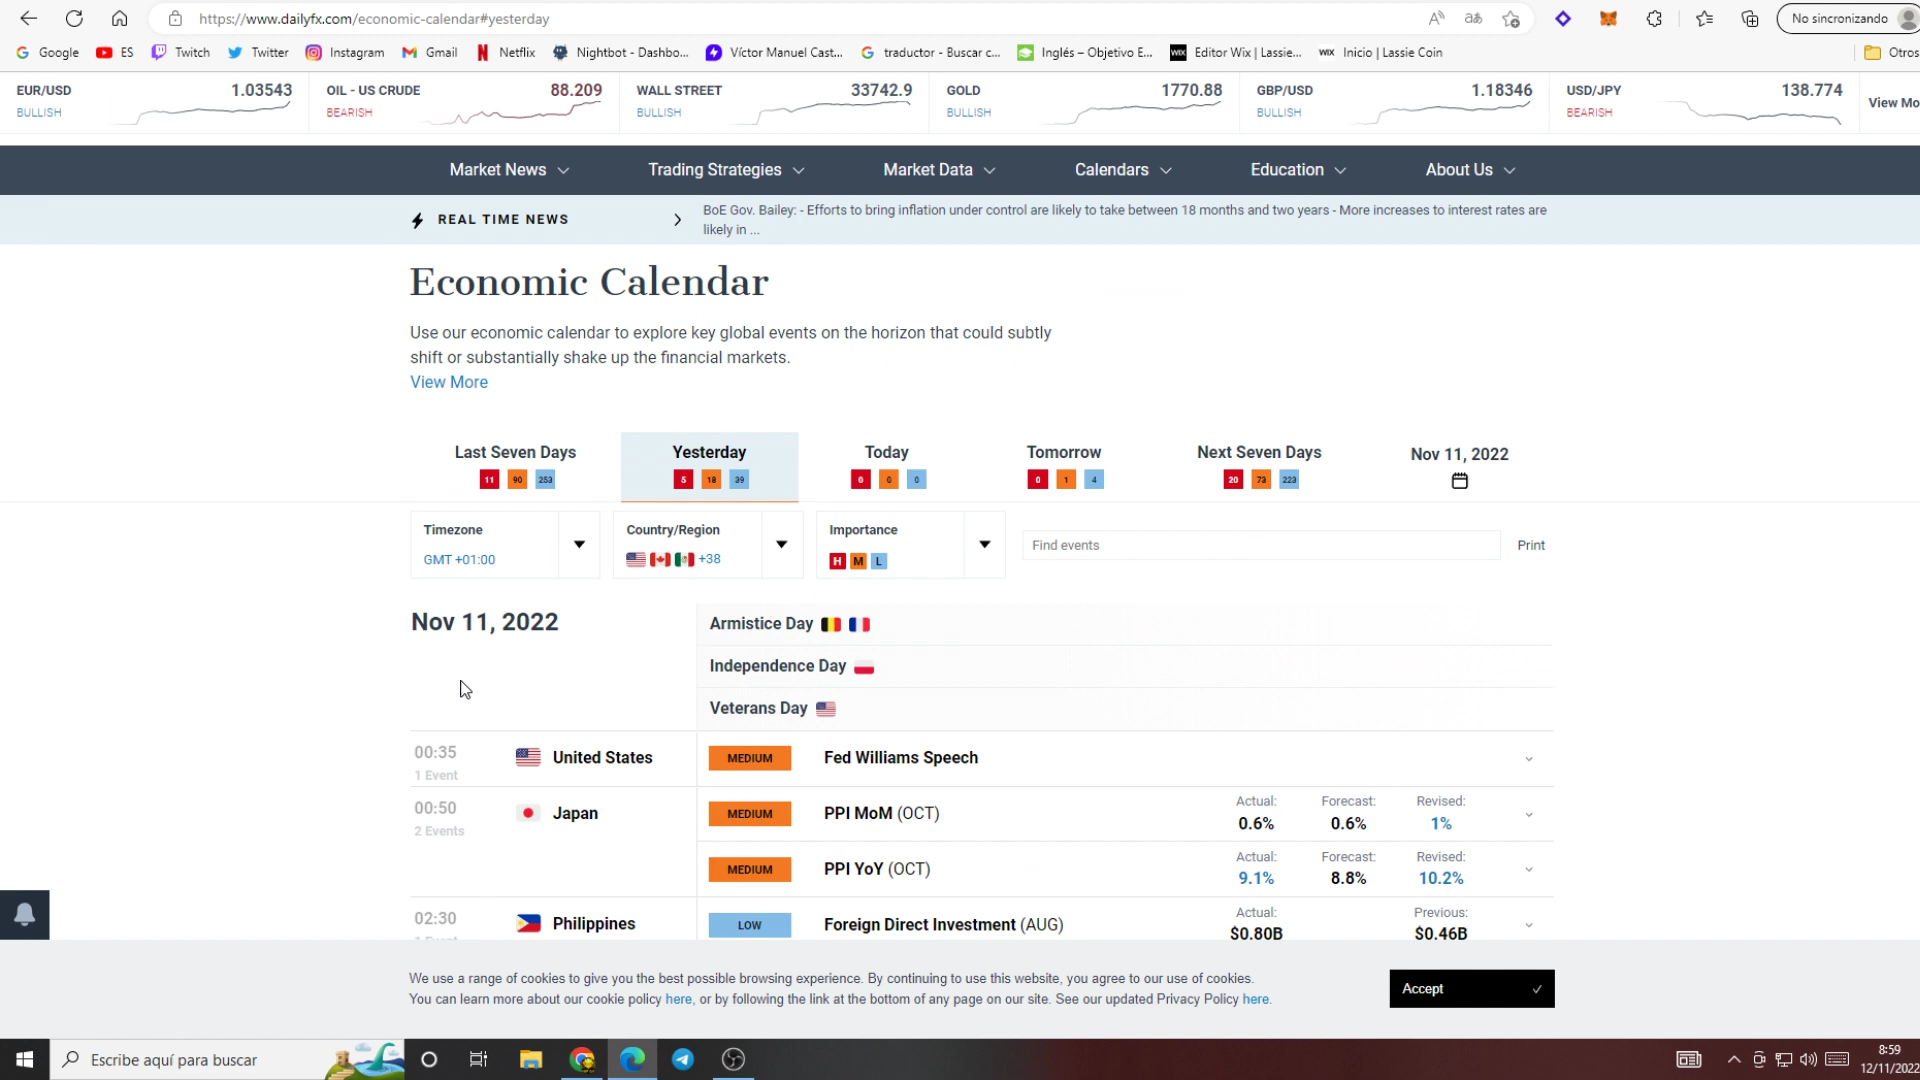 https://www.dailyfx.com/economic-calendar#yesterday
No sincronizando
Google ES Twitch Twitter Instagram Gmail Netflix Nightbot - Dashbo... Víctor Manuel Cast... traductor - Buscar c... Inglés – Objetivo E... Editor Wix | Lassie... Inicio | Lassie Coin Otros
EUR/USD 1.03543 OIL - US CRUDE 88.209 WALL STREET 33742.9 GOLD 1770.88 GBP/USD 1.18346 USD/JPY 138.774 View Mo
BULLISH BEARISH BULLISH BULLISH BULLISH BEARISH
Market News Trading Strategies Market Data Calendars Education About Us
REAL TIME NEWS
BoE Gov. Bailey: - Efforts to bring inflation under control are likely to take between 18 months and two years - More increases to interest rates are
likely in ...
Economic Calendar
Use our economic calendar to explore key global events on the horizon that could subtly
shift or substantially shake up the financial markets.
View More
Last Seven Days Yesterday Today Tomorrow Next Seven Days Nov 11, 2022
11 90 253 5 18 39 0 0 0 0 1 4 20 73 223
Timezone Country/Region Importance
GMT +01:00 +38 H M L
Find events Print
Nov 11, 2022
Armistice Day
Independence Day
Veterans Day
00:35 United States MEDIUM Fed Williams Speech
1 Event
00:50 Japan MEDIUM PPI MoM (OCT) Actual: 0.6% Forecast: 0.6% Revised: 1%
2 Events
MEDIUM PPI YoY (OCT) Actual: 9.1% Forecast: 8.8% Revised: 10.2%
02:30 Philippines LOW Foreign Direct Investment (AUG) Actual: $0.80B Previous: $0.46B
We use a range of cookies to give you the best possible browsing experience. By continuing to use this website, you agree to our use of cookies.
You can learn more about our cookie policy here, or by following the link at the bottom of any page on our site. See our updated Privacy Policy here.
Accept
Escribe aquí para buscar
8:59
12/11/2022